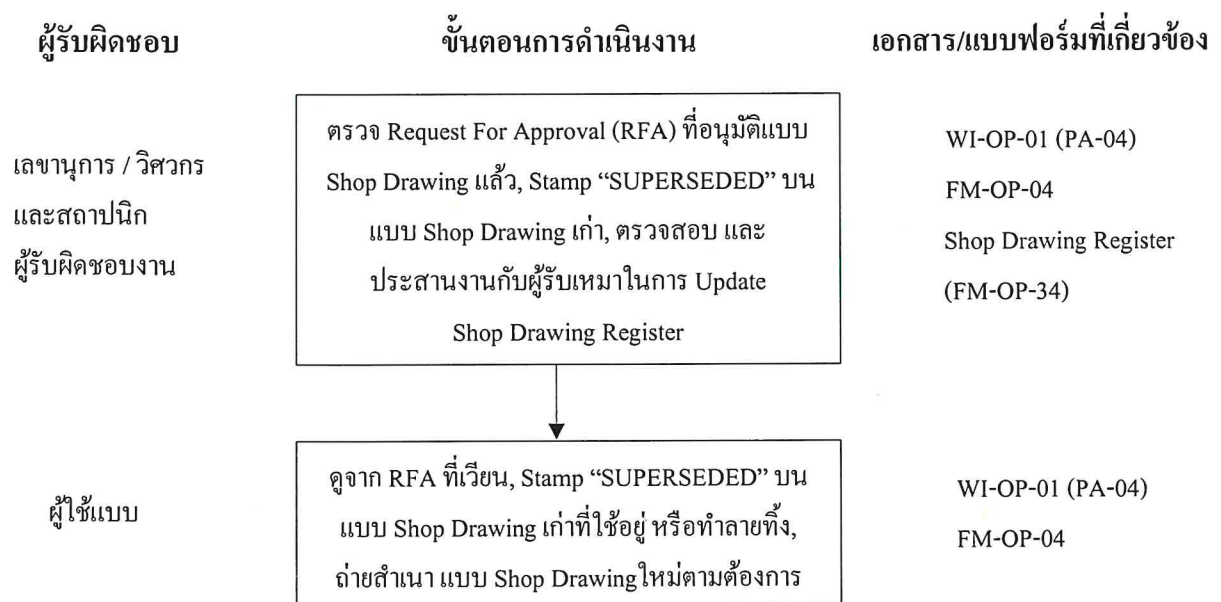 ผู้รับผิดชอบ
ขั้นตอนการดำเนินงาน
เอกสาร/แบบฟอร์มที่เกี่ยวข้อง
เลขานุการ / วิศวกร
และสถาปนิก
ผู้รับผิดชอบงาน
ตรวจ Request For Approval (RFA) ที่อนุมัติแบบ
Shop Drawing แล้ว, Stamp “SUPERSEDED” บน
แบบ Shop Drawing เก่า, ตรวจสอบ และ
ประสานงานกับผู้รับเหมาในการ Update
Shop Drawing Register
WI-OP-01 (PA-04)
FM-OP-04
Shop Drawing Register
(FM-OP-34)
ผู้ใช้แบบ
ดูจาก RFA ที่เวียน, Stamp “SUPERSEDED” บน
แบบ Shop Drawing เก่าที่ใช้อยู่ หรือทำลายทิ้ง,
ถ่ายสำเนา แบบ Shop Drawingใหม่ตามต้องการ
WI-OP-01 (PA-04)
FM-OP-04